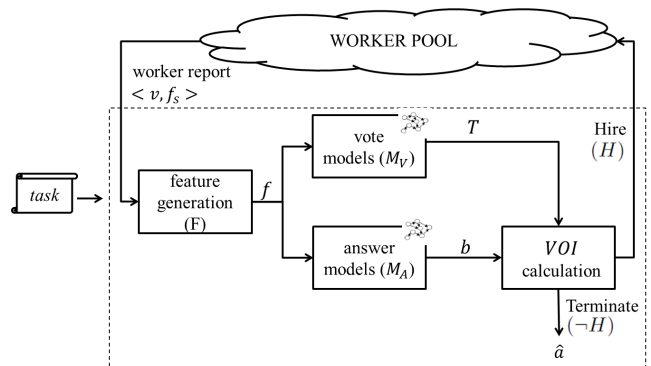 WORKER POOL
worker report
< v, f_s >
task
feature
generation
(F)
f
vote
models (M_V)
T
answer
models (M_A)
b
VOI
calculation
Hire
(H)
Terminate
(¬H)
â